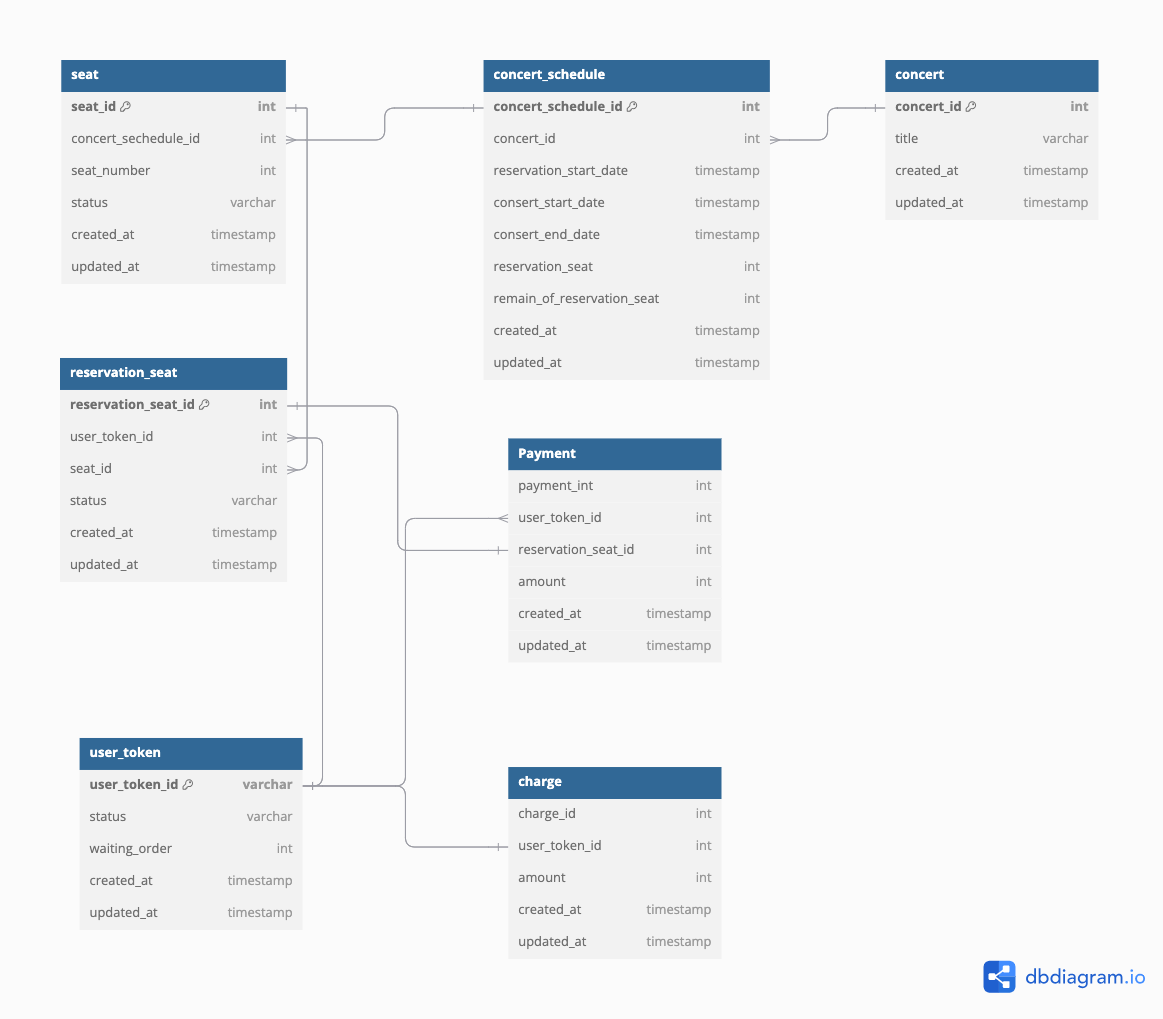 seat
seat_id int
concert_sechedule_id int
seat_number int
status varchar
created_at timestamp
updated_at timestamp
concert_schedule
concert_schedule_id int
concert_id int
reservation_start_date timestamp
consert_start_date timestamp
consert_end_date timestamp
reservation_seat int
remain_of_reservation_seat int
created_at timestamp
updated_at timestamp
concert
concert_id int
title varchar
created_at timestamp
updated_at timestamp
reservation_seat
reservation_seat_id int
user_token_id int
seat_id int
status varchar
created_at timestamp
updated_at timestamp
Payment
payment_int int
user_token_id int
reservation_seat_id int
amount int
created_at timestamp
updated_at timestamp
user_token
user_token_id varchar
status varchar
waiting_order int
created_at timestamp
updated_at timestamp
charge
charge_id int
user_token_id int
amount int
created_at timestamp
updated_at timestamp
dbdiagram.io